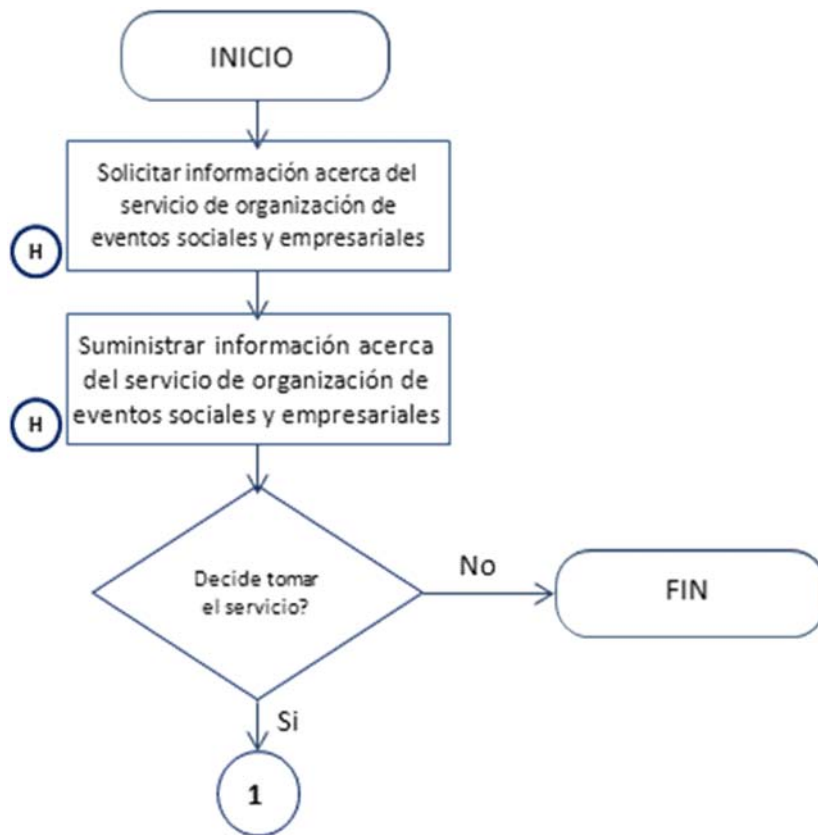 INICIO
Solicitar información acerca del
servicio de organización de
eventos sociales y empresariales
H
Suministrar información acerca
del servicio de organización de
eventos sociales y empresariales
H
Decide tomar
el servicio?
No
FIN
Si
1